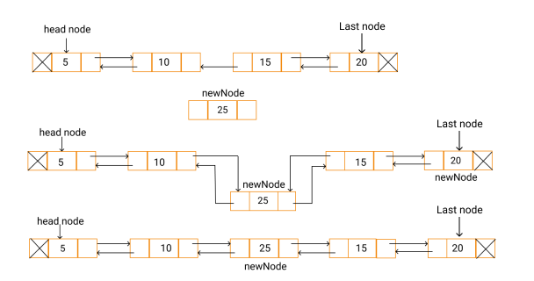 head node
Last node
5 10 15 20
newNode
25
head node
Last node
5 10 15 20
newNode
newNode
25
head node
Last node
5 10 25 15 20
newNode